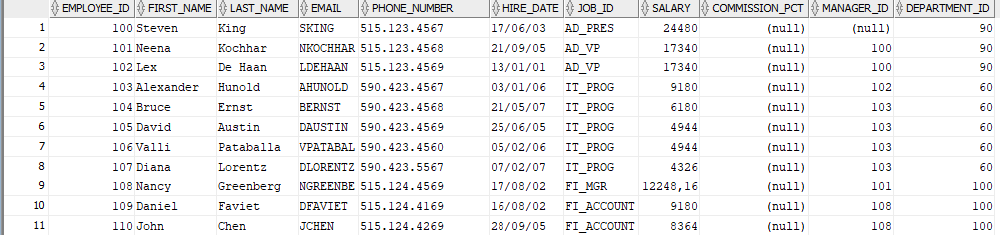 EMPLOYEE_ID FIRST_NAME LAST_NAME EMAIL PHONE_NUMBER HIRE_DATE JOB_ID SALARY COMMISSION_PCT MANAGER_ID DEPARTMENT_ID
1 100 Steven King SKING 515.123.4567 17/06/03 AD_PRES 24480 (null) (null) 90
2 101 Neena Kochhar NKOCHHAR 515.123.4568 21/09/05 AD_VP 17340 (null) 100 90
3 102 Lex De Haan LDEHAAN 515.123.4569 13/01/01 AD_VP 17340 (null) 100 90
4 103 Alexander Hunold AHUNOLD 590.423.4567 03/01/06 IT_PROG 9180 (null) 102 60
5 104 Bruce Ernst BERNST 590.423.4568 21/05/07 IT_PROG 6180 (null) 103 60
6 105 David Austin DAUSTIN 590.423.4569 25/06/05 IT_PROG 4944 (null) 103 60
7 106 Valli Pataballa VPATABAL 590.423.4560 05/02/06 IT_PROG 4944 (null) 103 60
8 107 Diana Lorentz DLORENTZ 590.423.5567 07/02/07 IT_PROG 4326 (null) 103 60
9 108 Nancy Greenberg NGREENBE 515.124.4569 17/08/02 FI_MGR 12248,16 (null) 101 100
10 109 Daniel Faviet DFAVIET 515.124.4169 16/08/02 FI_ACCOUNT 9180 (null) 108 100
11 110 John Chen JCHEN 515.124.4269 28/09/05 FI_ACCOUNT 8364 (null) 108 100